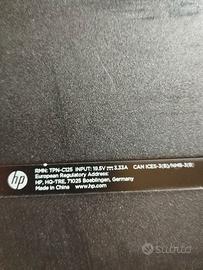 hp
RMN: TPN-C125 INPUT: 19.5V⎓3.33A CAN ICES-3(B)/NMB-3(B)
European Regulatory Address:
HP, HQ-TRE, 71025 Boeblingen, Germany
Made in China www.hp.com
subito